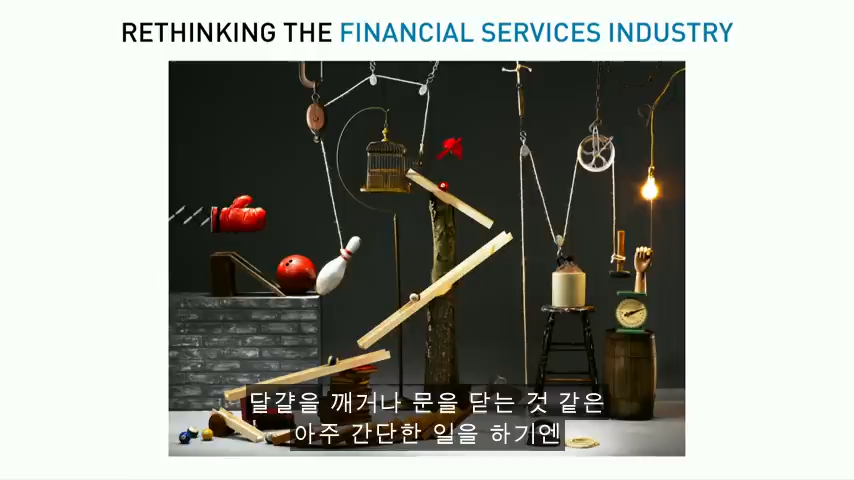 RETHINKING THE FINANCIAL SERVICES INDUSTRY
달걀을 깨거나 문을 닫는 것 같은
아주 간단한 일을 하기엔